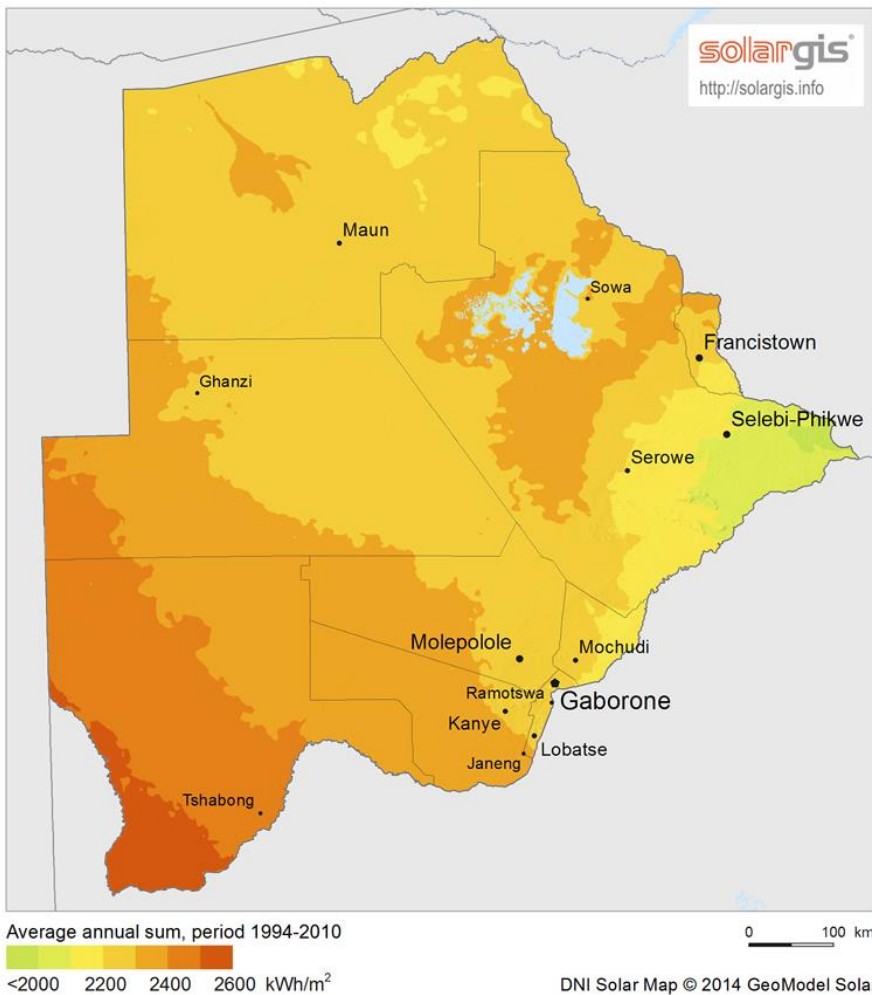 solargis®
http://solargis.info
Maun
Sowa
Francistown
Ghanzi
Selebi-Phikwe
Serowe
Molepolole
Mochudi
Ramotswa
Gaborone
Kanye
Lobatse
Janeng
Tshabong
Average annual sum, period 1994-2010
0 100 km
<2000 2200 2400 2600 kWh/m²
DNI Solar Map © 2014 GeoModel Solar